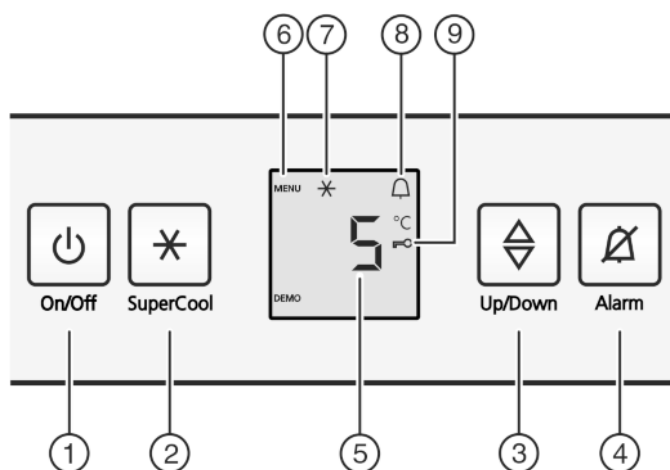 6 7 8 9
MENU
5 °C
DEMO
On/Off SuperCool Up/Down Alarm
1 2 5 3 4